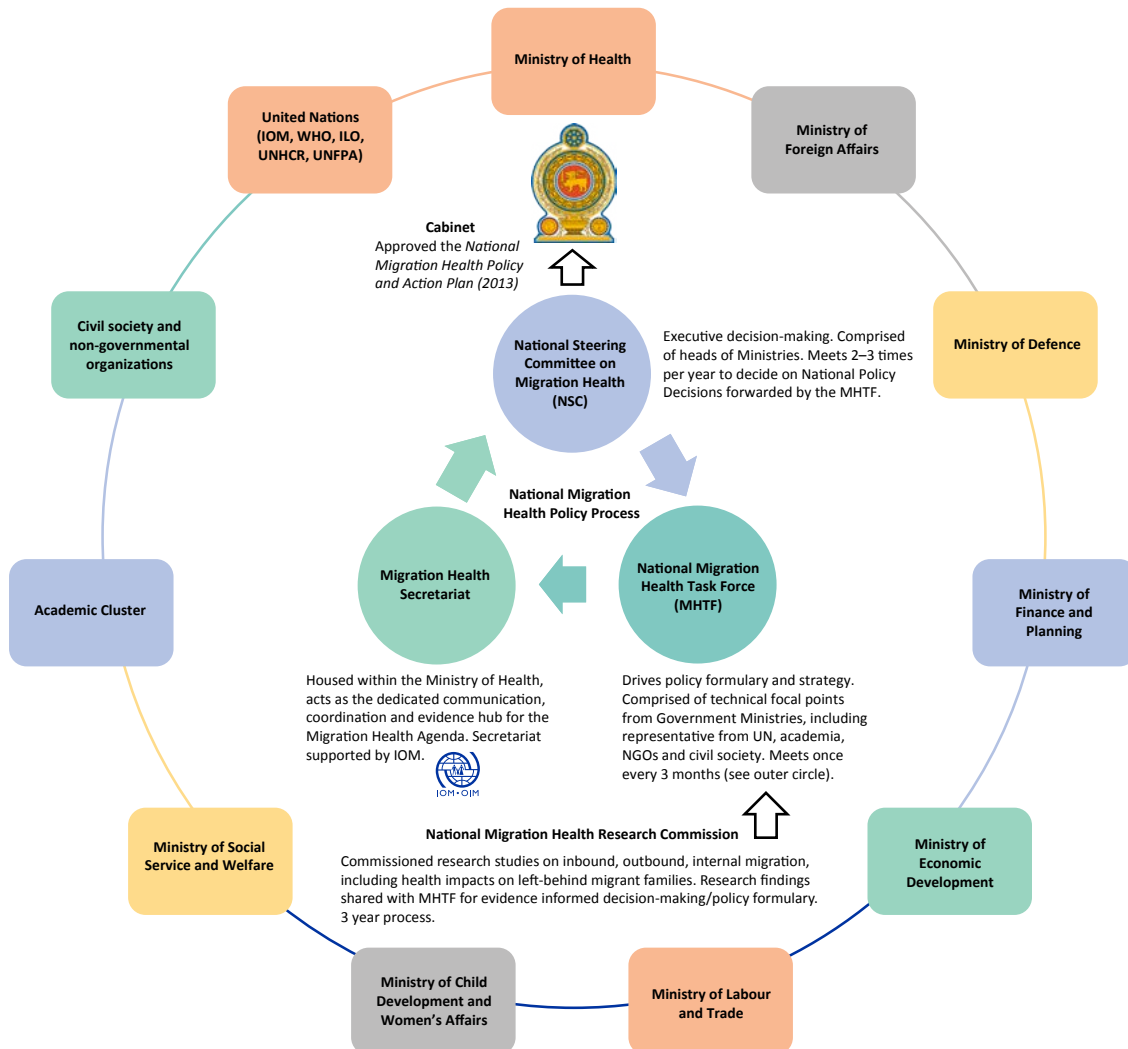 Ministry of Health
United Nations
(IOM, WHO, ILO,
UNHCR, UNFPA)
Ministry of
Foreign Affairs
Cabinet
Approved the National
Migration Health Policy
and Action Plan (2013)
Civil society and
non-governmental
organizations
National Steering
Committee on
Migration Health
(NSC)
Executive decision-making. Comprised
of heads of Ministries. Meets 2–3 times
per year to decide on National Policy
Decisions forwarded by the MHTF.
Ministry of Defence
National Migration
Health Policy Process
Academic Cluster
Migration Health
Secretariat
National Migration
Health Task Force
(MHTF)
Ministry of
Finance and
Planning
Housed within the Ministry of Health,
acts as the dedicated communication,
coordination and evidence hub for the
Migration Health Agenda. Secretariat
supported by IOM.
IOM • OIM
Drives policy formulary and strategy.
Comprised of technical focal points
from Government Ministries, including
representative from UN, academia,
NGOs and civil society. Meets once
every 3 months (see outer circle).
Ministry of Social
Service and Welfare
National Migration Health Research Commission
Commissioned research studies on inbound, outbound, internal migration,
including health impacts on left-behind migrant families. Research findings
shared with MHTF for evidence informed decision-making/policy formulary.
3 year process.
Ministry of
Economic
Development
Ministry of Child
Development and
Women’s Affairs
Ministry of Labour
and Trade